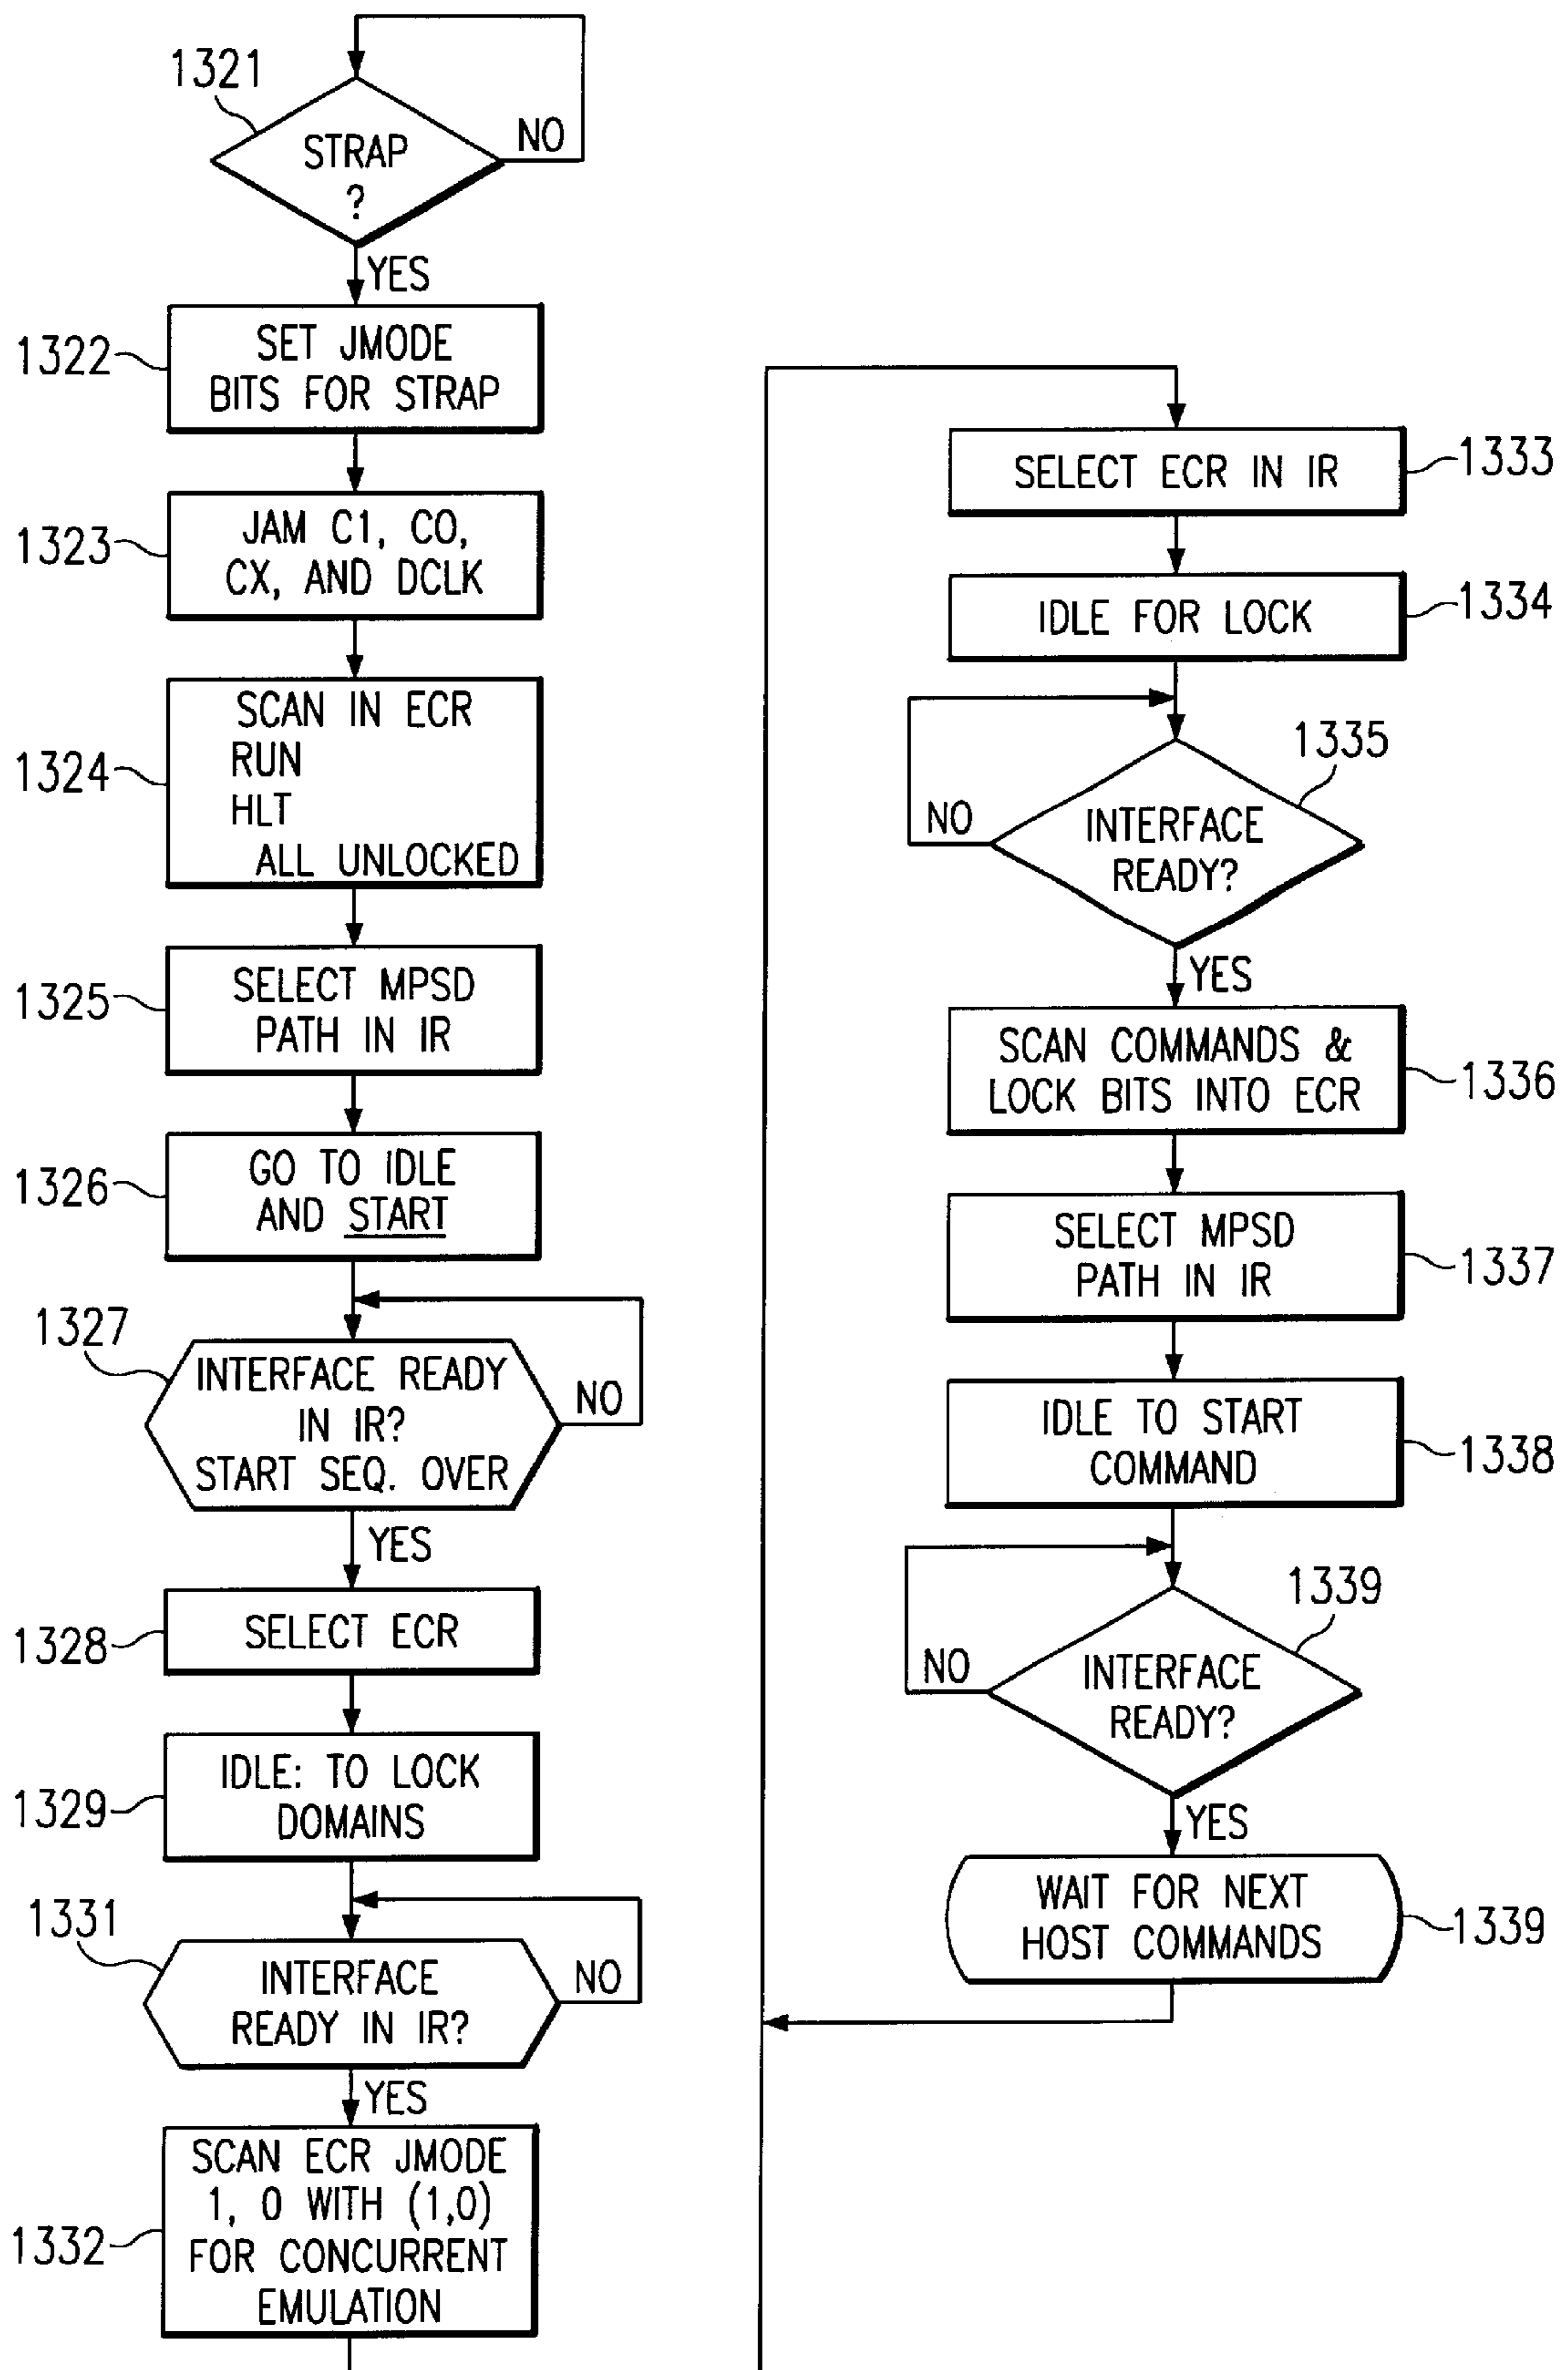 1321
STRAP
?
NO
YES
1322
SET JMODE
BITS FOR STRAP
1323
JAM C1, CO,
CX, AND DCLK
1324
SCAN IN ECR
RUN
HLT
ALL UNLOCKED
1325
SELECT MPSD
PATH IN IR
1326
GO TO IDLE
AND START
1327
INTERFACE READY
IN IR?
START SEQ. OVER
NO
YES
1328
SELECT ECR
1329
IDLE: TO LOCK
DOMAINS
1331
INTERFACE
READY IN IR?
NO
YES
1332
SCAN ECR JMODE
1, 0 WITH (1,0)
FOR CONCURRENT
EMULATION
SELECT ECR IN IR
1333
IDLE FOR LOCK
1334
1335
NO
INTERFACE
READY?
YES
SCAN COMMANDS &
LOCK BITS INTO ECR
1336
SELECT MPSD
PATH IN IR
1337
IDLE TO START
COMMAND
1338
1339
NO
INTERFACE
READY?
YES
WAIT FOR NEXT
HOST COMMANDS
1339